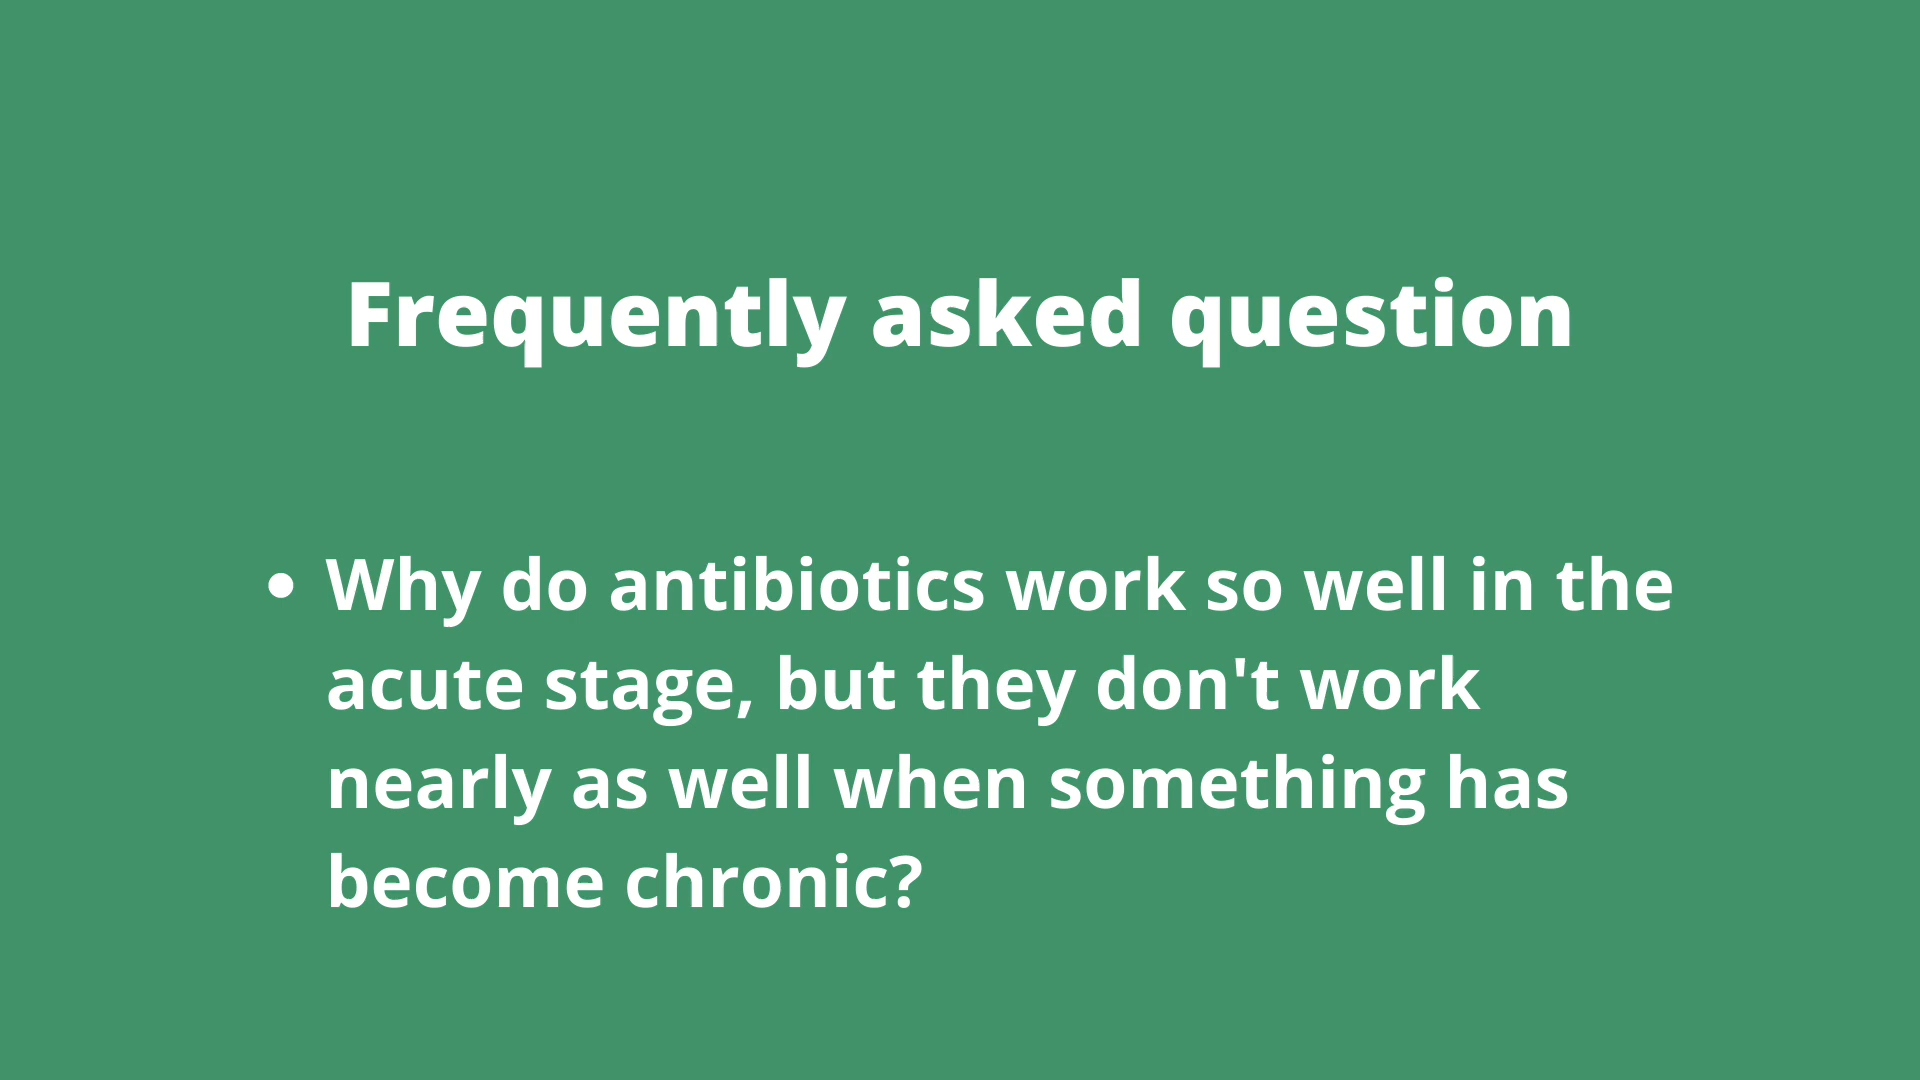 Frequently asked question
• Why do antibiotics work so well in the
acute stage, but they don't work
nearly as well when something has
become chronic?